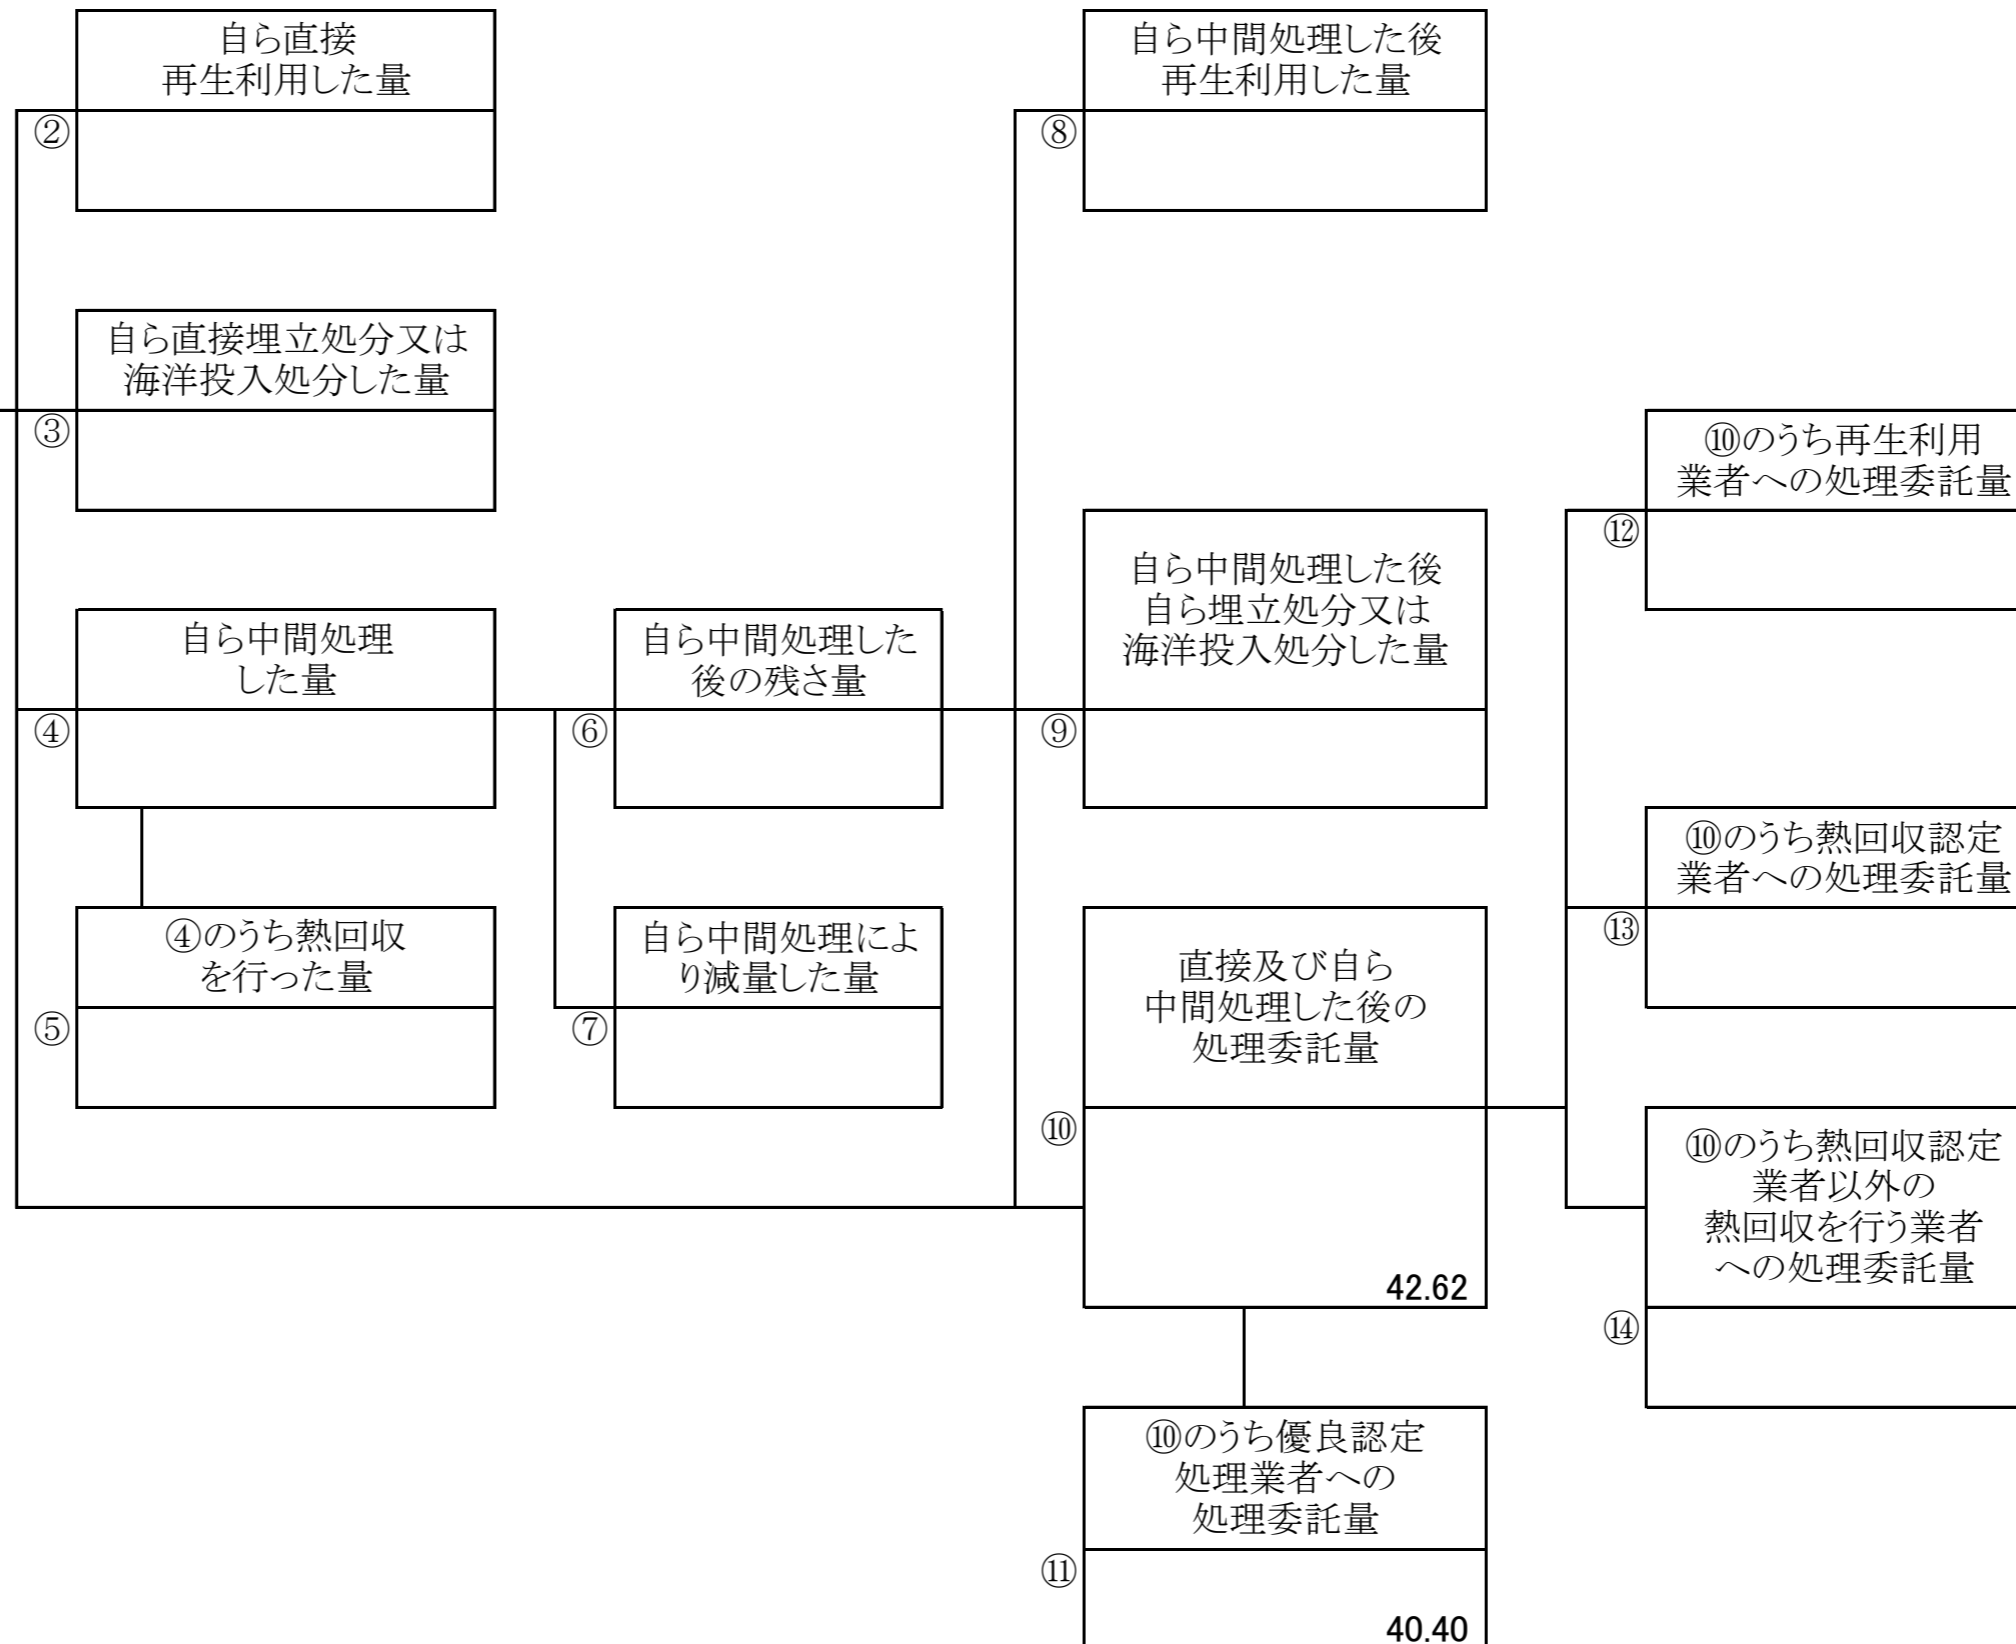 自ら直接
再生利用した量
②
自ら中間処理した後
再生利用した量
⑧
自ら直接埋立処分又は
海洋投入処分した量
③
⑩のうち再生利用
業者への処理委託量
⑫
自ら中間処理した後
自ら埋立処分又は
海洋投入処分した量
⑨
自ら中間処理
した量
④
自ら中間処理した
後の残さ量
⑥
⑩のうち熱回収認定
業者への処理委託量
⑬
④のうち熱回収
を行った量
⑤
自ら中間処理によ
り減量した量
⑦
直接及び自ら
中間処理した後の
処理委託量
⑩
42.62
⑩のうち熱回収認定
業者以外の
熱回収を行う業者
への処理委託量
⑭
⑩のうち優良認定
処理業者への
処理委託量
⑪
40.40